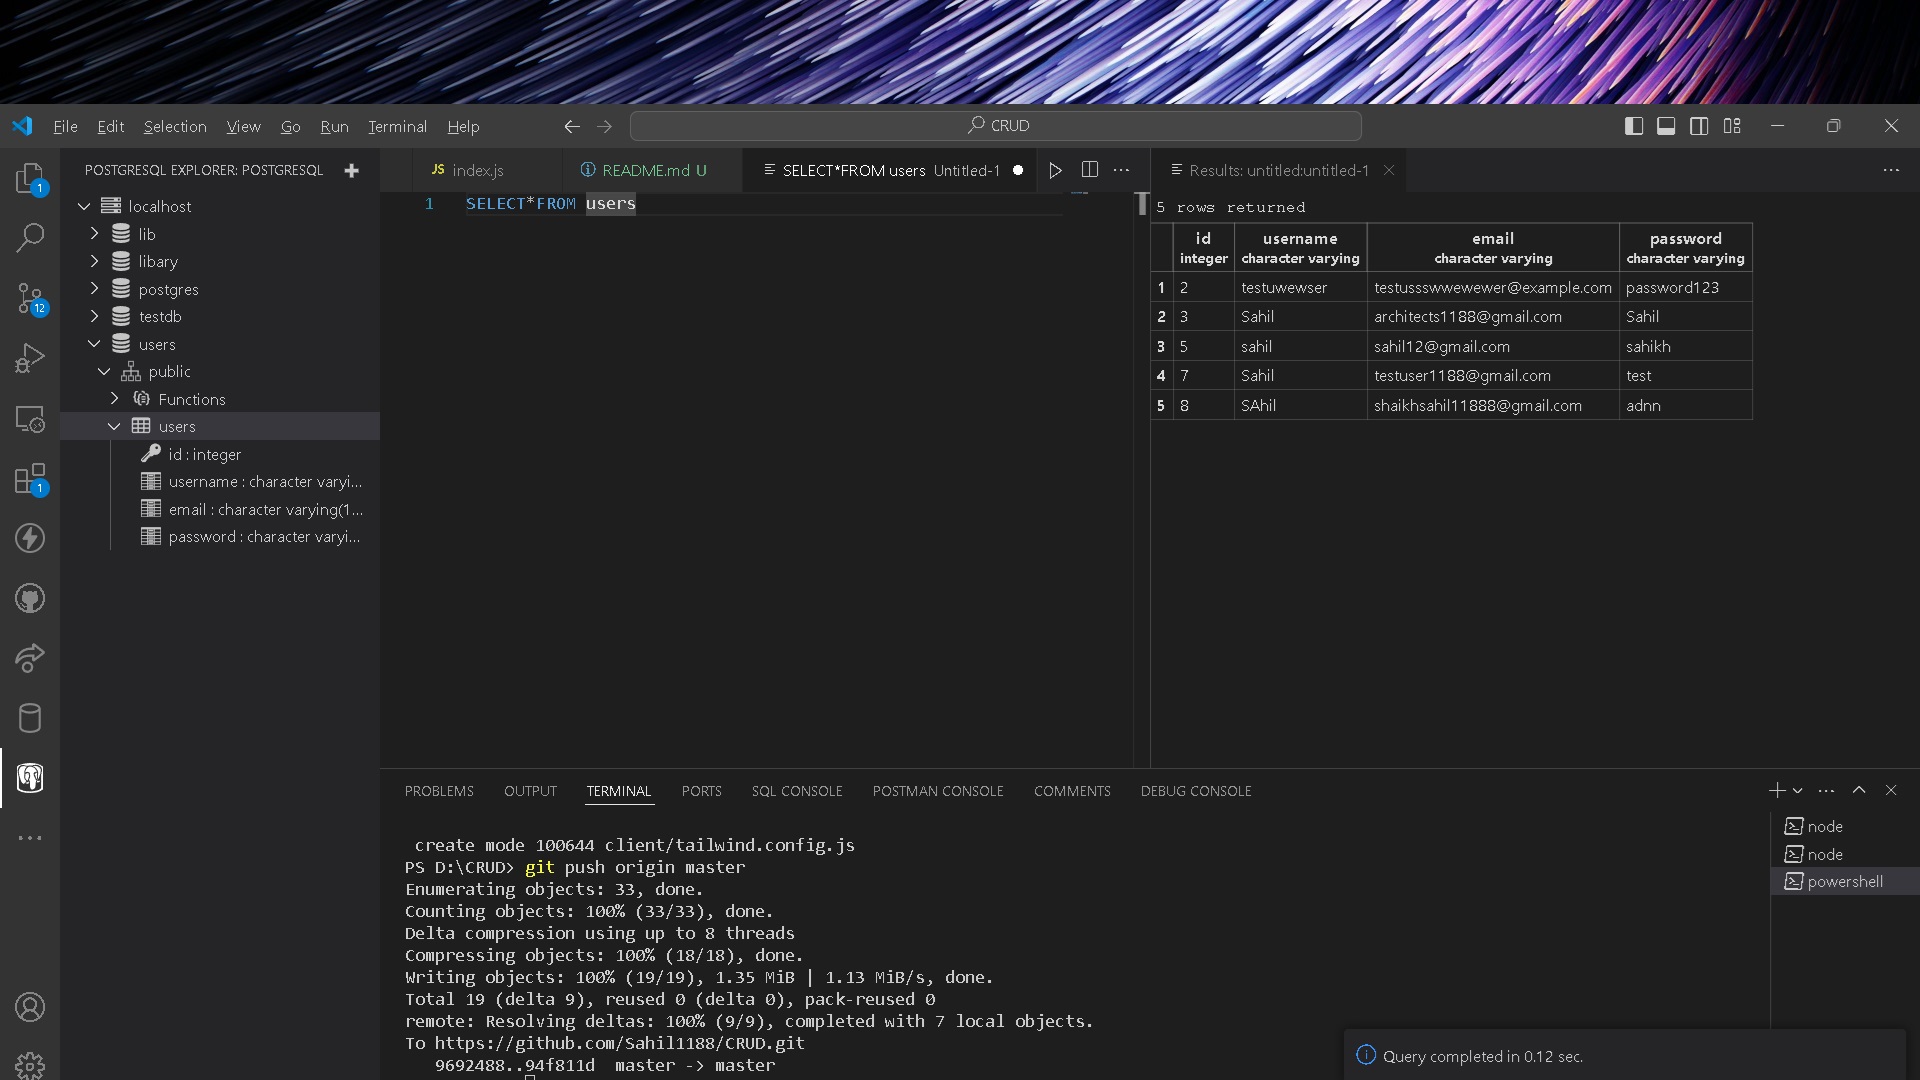 File Edit Selection View Go Run Terminal Help
CRUD
POSTGRESQL EXPLORER: POSTGRESQL
localhost
lib
libary
postgres
testdb
users
public
Functions
users
id : integer
username : character varyi...
email : character varying(1...
password : character varyi...
1
12
1
JS index.js
README.md U
SELECT*FROM users Untitled-1
1 SELECT*FROM users
Results: untitled:untitled-1
5 rows returned
id username email password
integer character varying character varying character varying
1 2 testuwewser testussswwewewer@example.com password123
2 3 Sahil architects1188@gmail.com Sahil
3 5 sahil sahil12@gmail.com sahikh
4 7 Sahil testuser1188@gmail.com test
5 8 SAhil shaikhsahil11888@gmail.com adnn
PROBLEMS OUTPUT TERMINAL PORTS SQL CONSOLE POSTMAN CONSOLE COMMENTS DEBUG CONSOLE
create mode 100644 client/tailwind.config.js
PS D:\CRUD> git push origin master
Enumerating objects: 33, done.
Counting objects: 100% (33/33), done.
Delta compression using up to 8 threads
Compressing objects: 100% (18/18), done.
Writing objects: 100% (19/19), 1.35 MiB | 1.13 MiB/s, done.
Total 19 (delta 9), reused 0 (delta 0), pack-reused 0
remote: Resolving deltas: 100% (9/9), completed with 7 local objects.
To https://github.com/Sahil1188/CRUD.git
9692488..94f811d master -> master
node
node
powershell
Query completed in 0.12 sec.